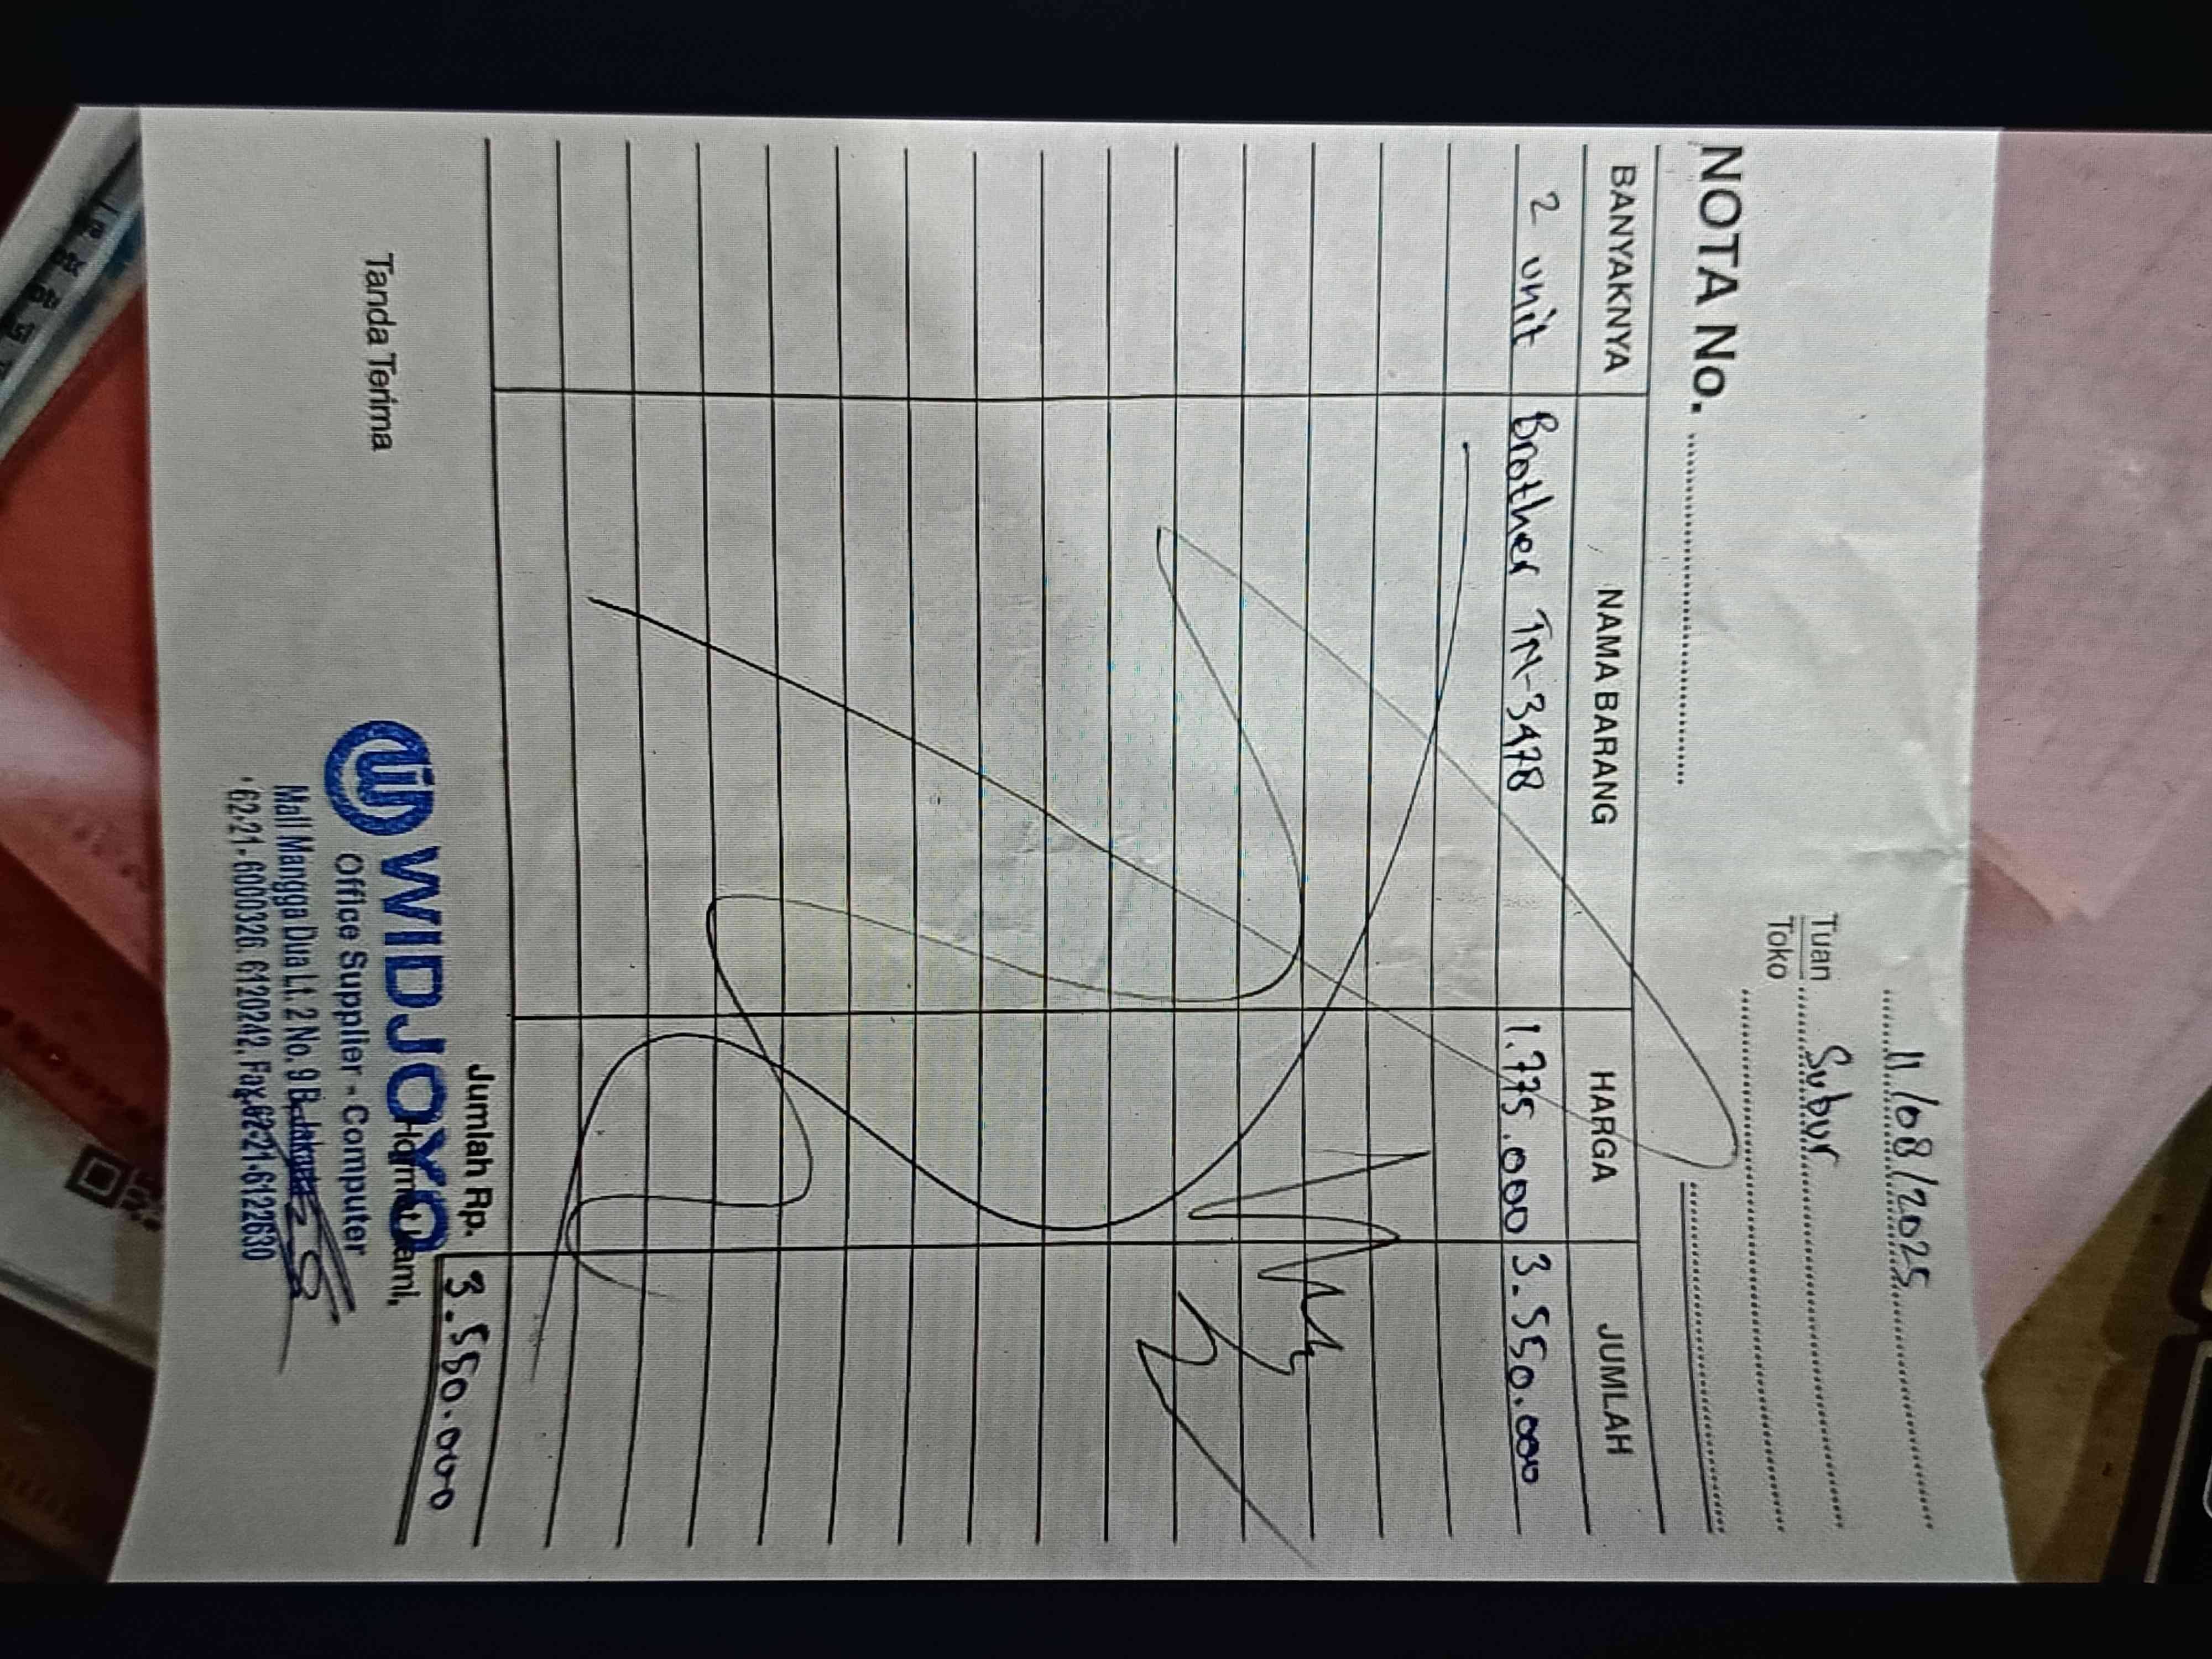 11/08/2025
Tuan Subur
Toko
NOTA No.
BANYAKNYA NAMA BARANG HARGA JUMLAH
2 unit Brother TN-3478 1.775.000 3.550.000
Jumlah Rp. 3.550.000
Tanda Terima Hormat kami,
WIDJOYO
Office Supplier - Computer
Mall Mangga Dua Lt. 2 No. 9 B. Jakarta
62-21-6000326, 6120242, Fax. 62-21-6122630